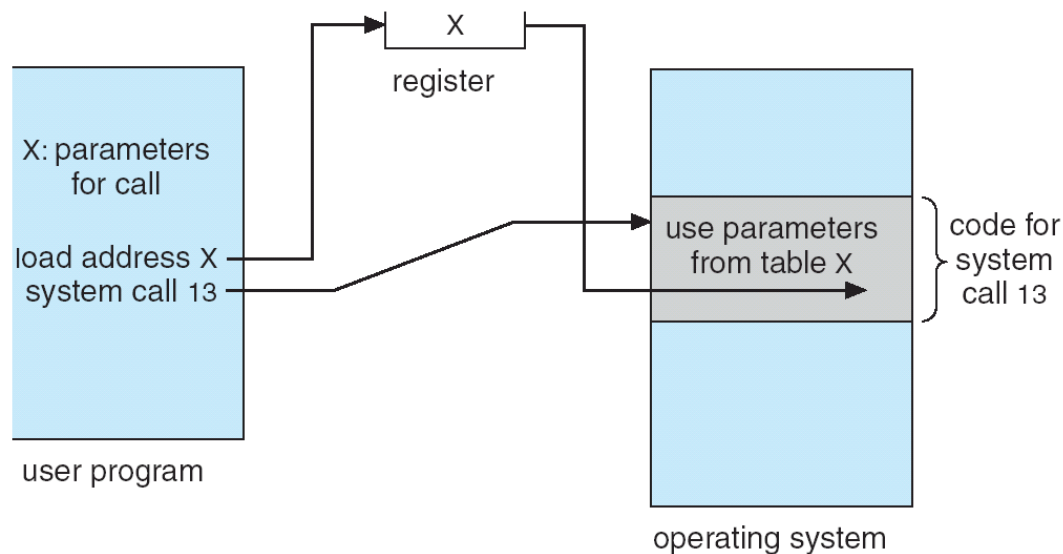 X
register
X: parameters
for call
load address X
system call 13
user program
use parameters
from table X
code for
system
call 13
operating system